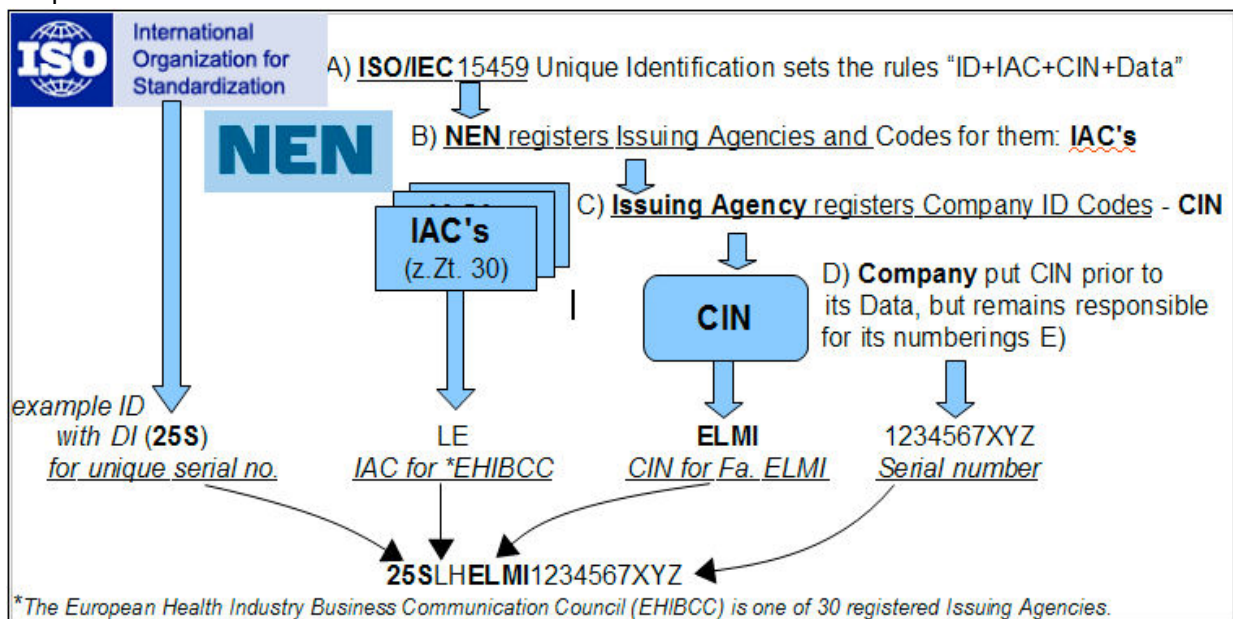 ISO
International
Organization for
Standardization
A) ISO/IEC 15459 Unique Identification sets the rules “ID+IAC+CIN+Data”
NEN
B) NEN registers Issuing Agencies and Codes for them: IAC's
C) Issuing Agency registers Company ID Codes - CIN
IAC's
(z.Zt. 30)
CIN
D) Company put CIN prior to
its Data, but remains responsible
for its numberings E)
example ID
with DI (25S)
for unique serial no.
LE
IAC for *EHIBCC
ELMI
CIN for Fa. ELMI
1234567XYZ
Serial number
25SLHELMI1234567XYZ
*The European Health Industry Business Communication Council (EHIBCC) is one of 30 registered Issuing Agencies.